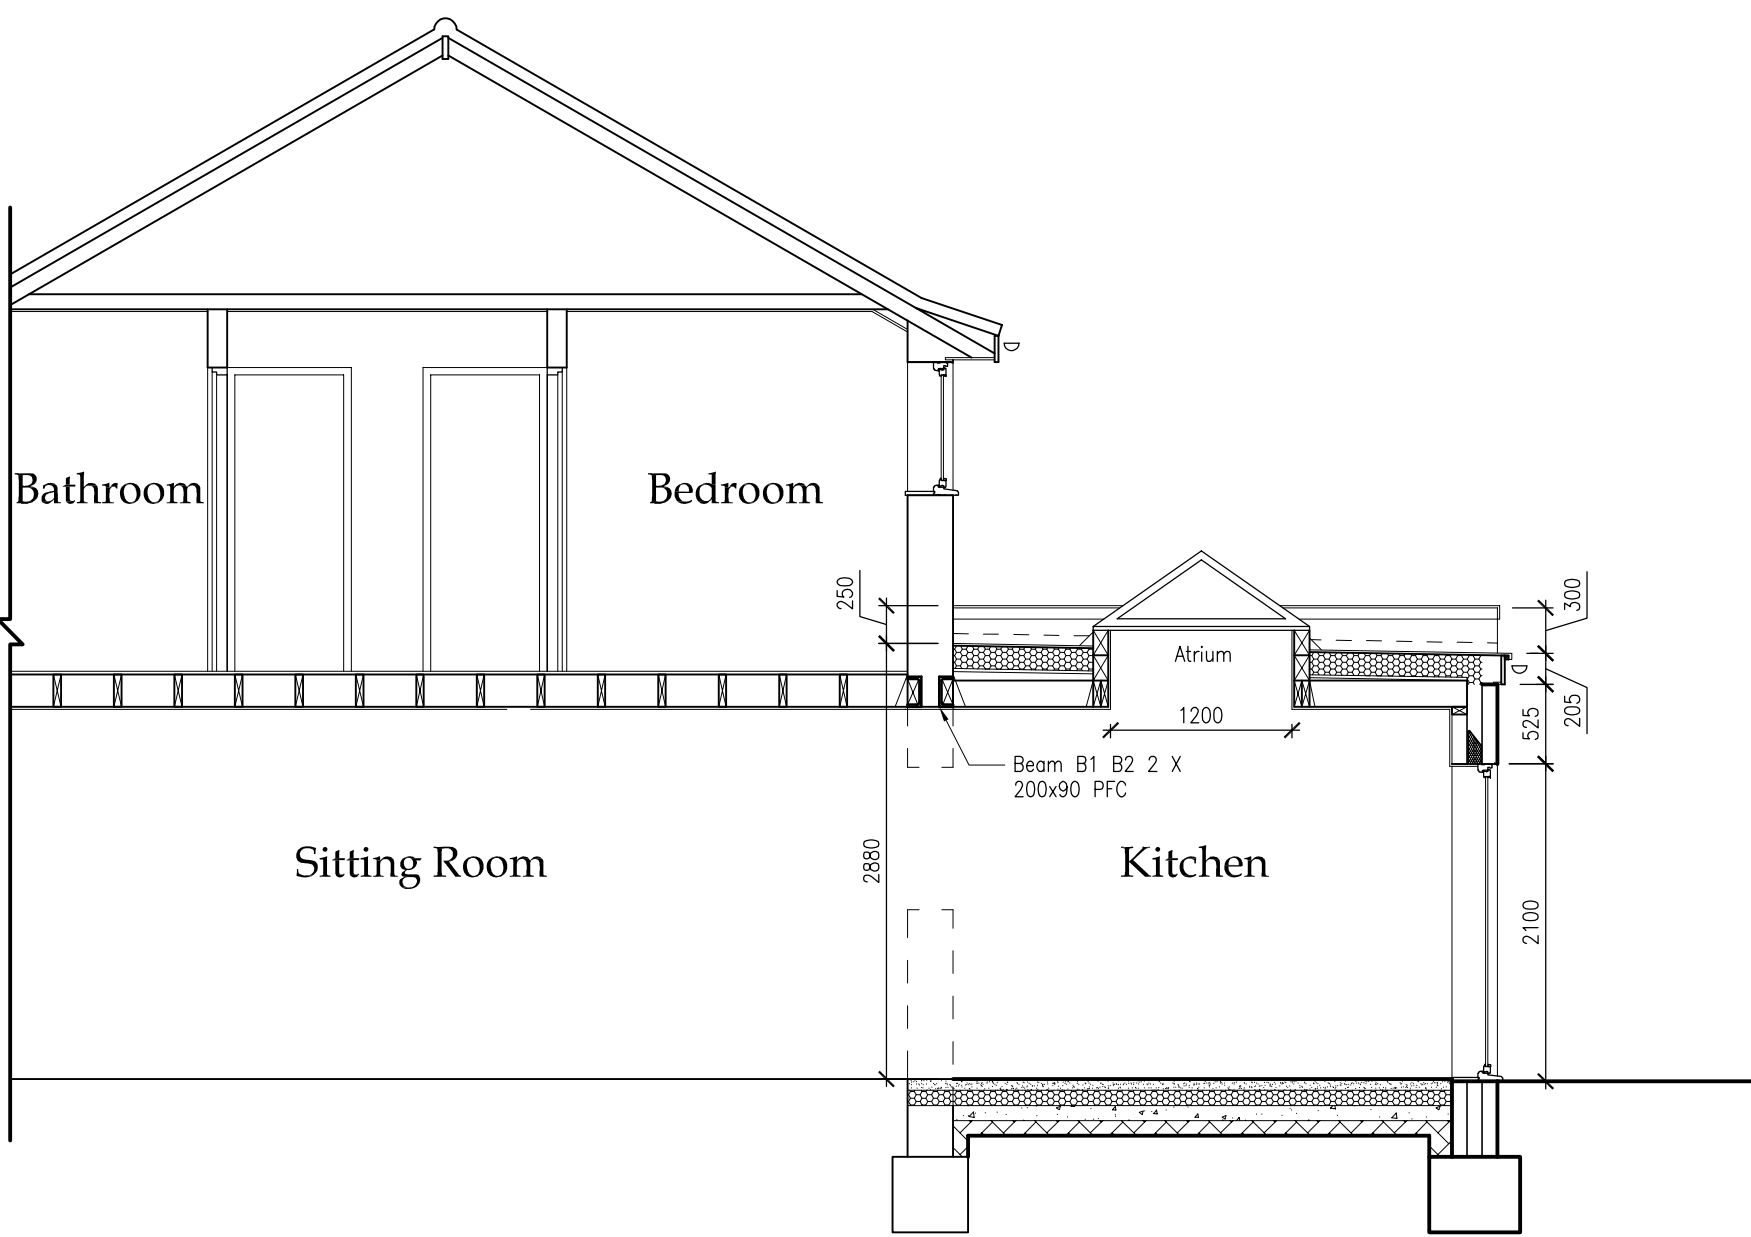 Bathroom
Bedroom
250
300
Atrium
1200
525
205
Beam B1 B2 2 X
200x90 PFC
2880
Sitting Room
Kitchen
2100